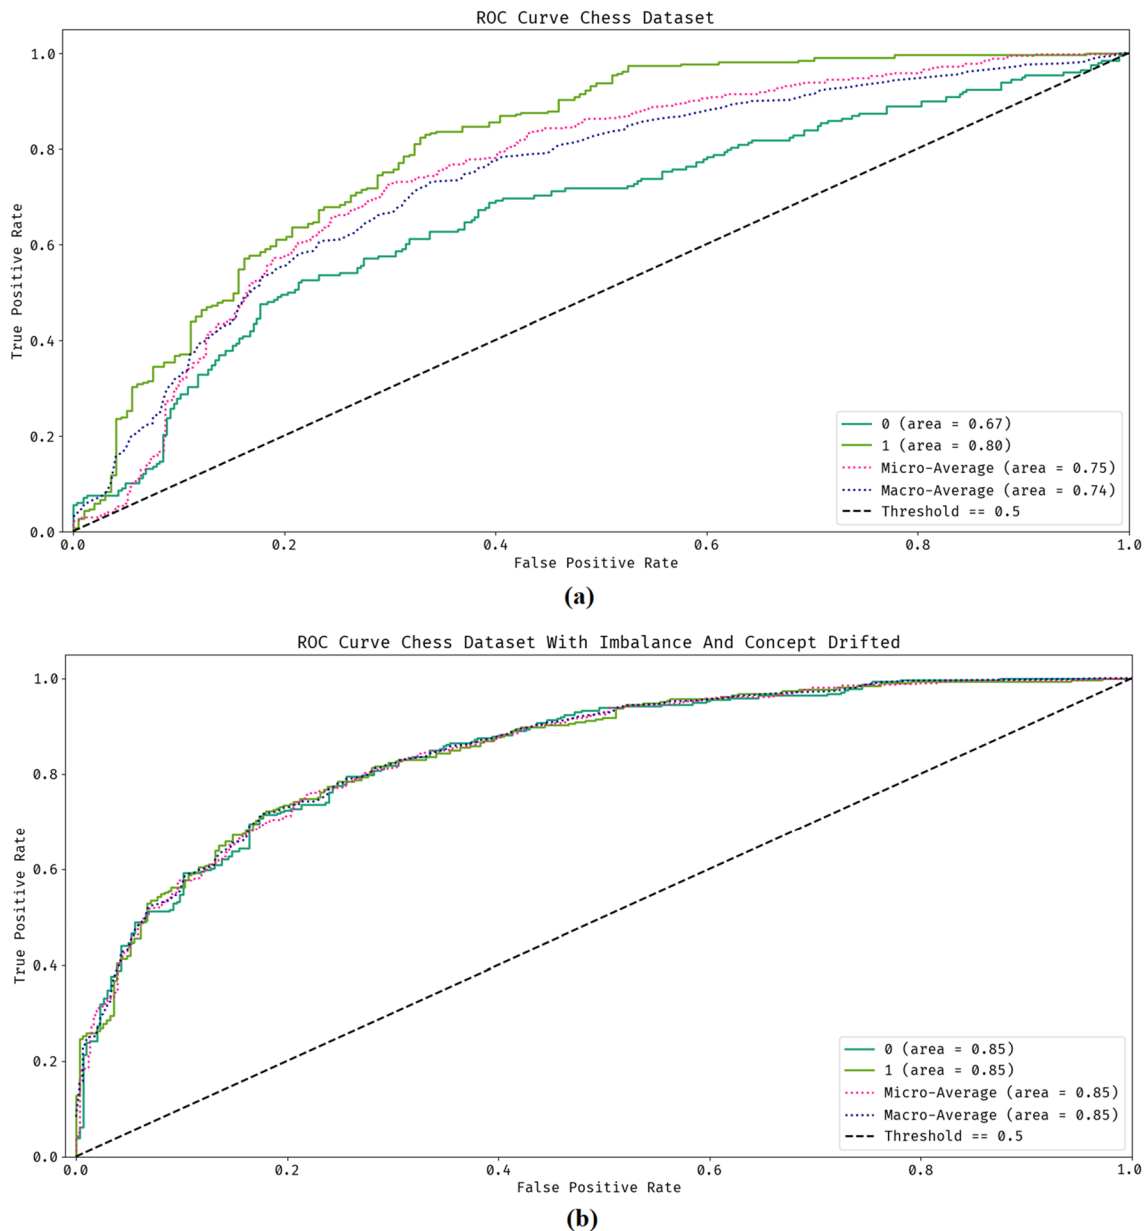 ROC Curve Chess Dataset
1.0
0.8
0.6
0.4
0.2
0.0
True Positive Rate
0 (area = 0.67)
1 (area = 0.80)
Micro-Average (area = 0.75)
Macro-Average (area = 0.74)
Threshold == 0.5
0.0 0.2 0.4 0.6 0.8 1.0
False Positive Rate
(a)
ROC Curve Chess Dataset With Imbalance And Concept Drifted
1.0
0.8
0.6
0.4
0.2
0.0
True Positive Rate
0 (area = 0.85)
1 (area = 0.85)
Micro-Average (area = 0.85)
Macro-Average (area = 0.85)
Threshold == 0.5
0.0 0.2 0.4 0.6 0.8 1.0
False Positive Rate
(b)